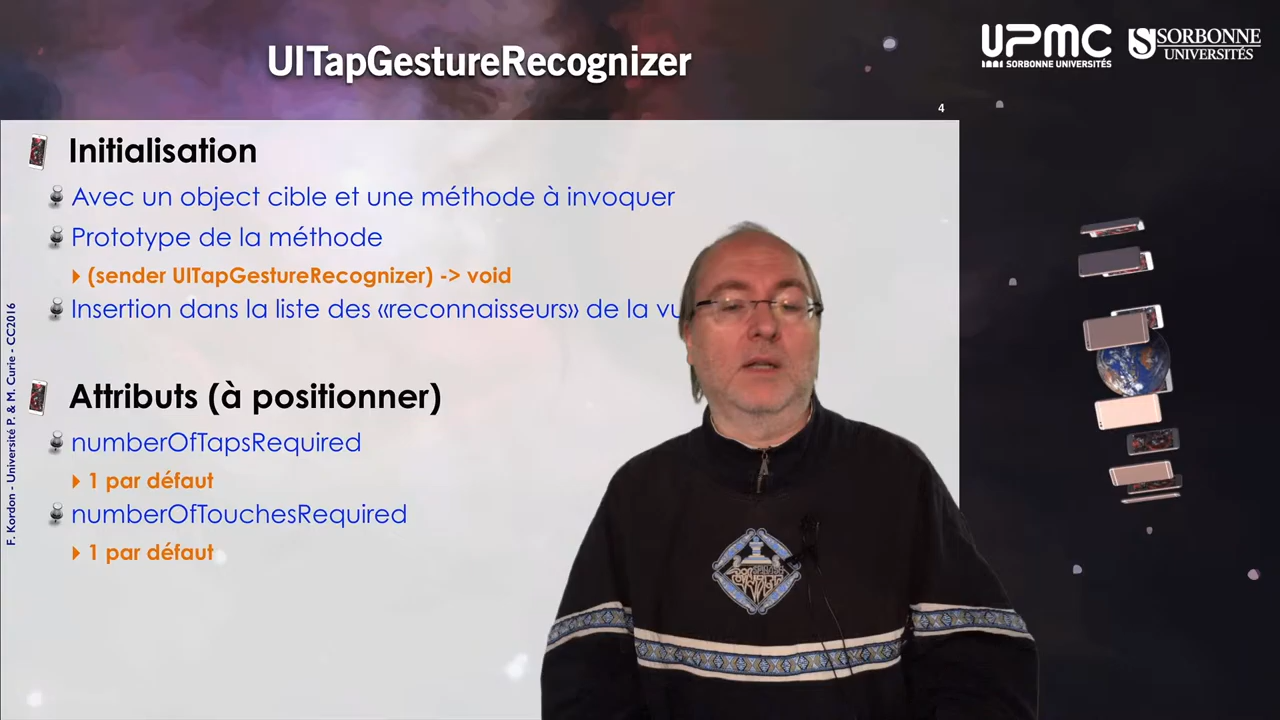 UITapGestureRecognizer
UPMC
SORBONNE UNIVERSITÉS
SORBONNE
UNIVERSITÉS
4
Initialisation
Avec un object cible et une méthode à invoquer
Prototype de la méthode
(sender UITapGestureRecognizer) -> void
Insertion dans la liste des «reconnaisseurs» de la
Attributs (à positionner)
numberOfTapsRequired
1 par défaut
numberOfTouchesRequired
1 par défaut
F. Kordon - Université P. & M. Curie - CC2016